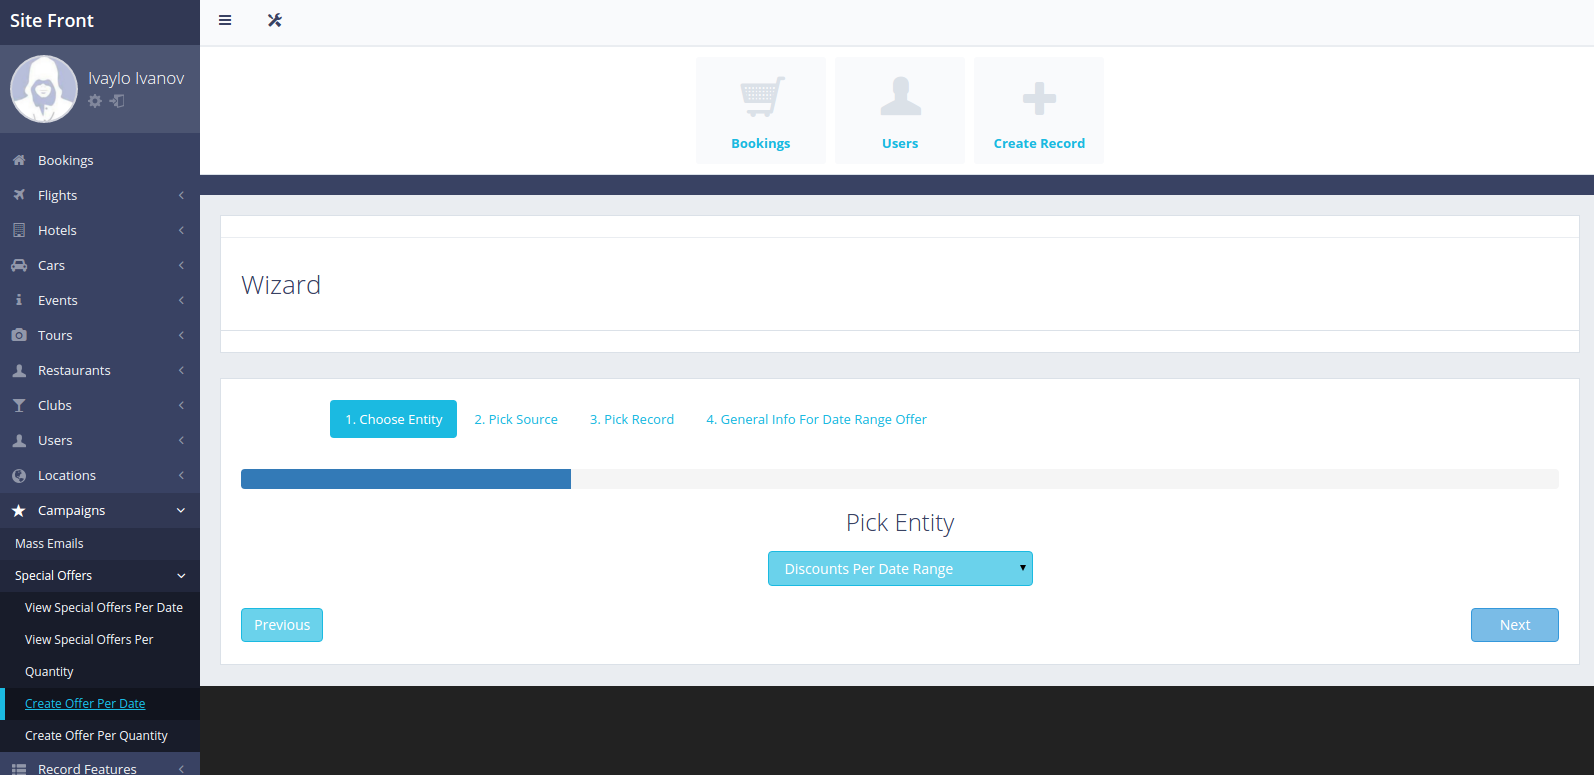 Site Front
Ivaylo Ivanov
Bookings
Flights
Hotels
Cars
Events
Tours
Restaurants
Clubs
Users
Locations
Campaigns
Mass Emails
Special Offers
View Special Offers Per Date
View Special Offers Per
Quantity
Create Offer Per Date
Create Offer Per Quantity
Record Features
Bookings
Users
Create Record
Wizard
1. Choose Entity
2. Pick Source
3. Pick Record
4. General Info For Date Range Offer
Pick Entity
DIscounts Per Date Range
Previous
Next